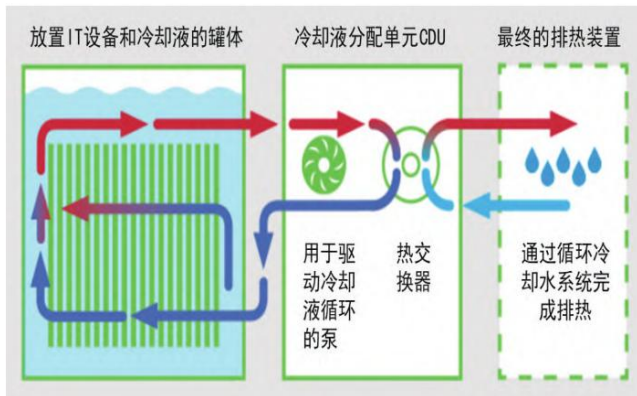 放置IT设备和冷却液的罐体
冷却液分配单元CDU
最终的排热装置
用于驱
动冷却
液循环
的泵
热交
换器
通过循环冷
却水系统完
成排热